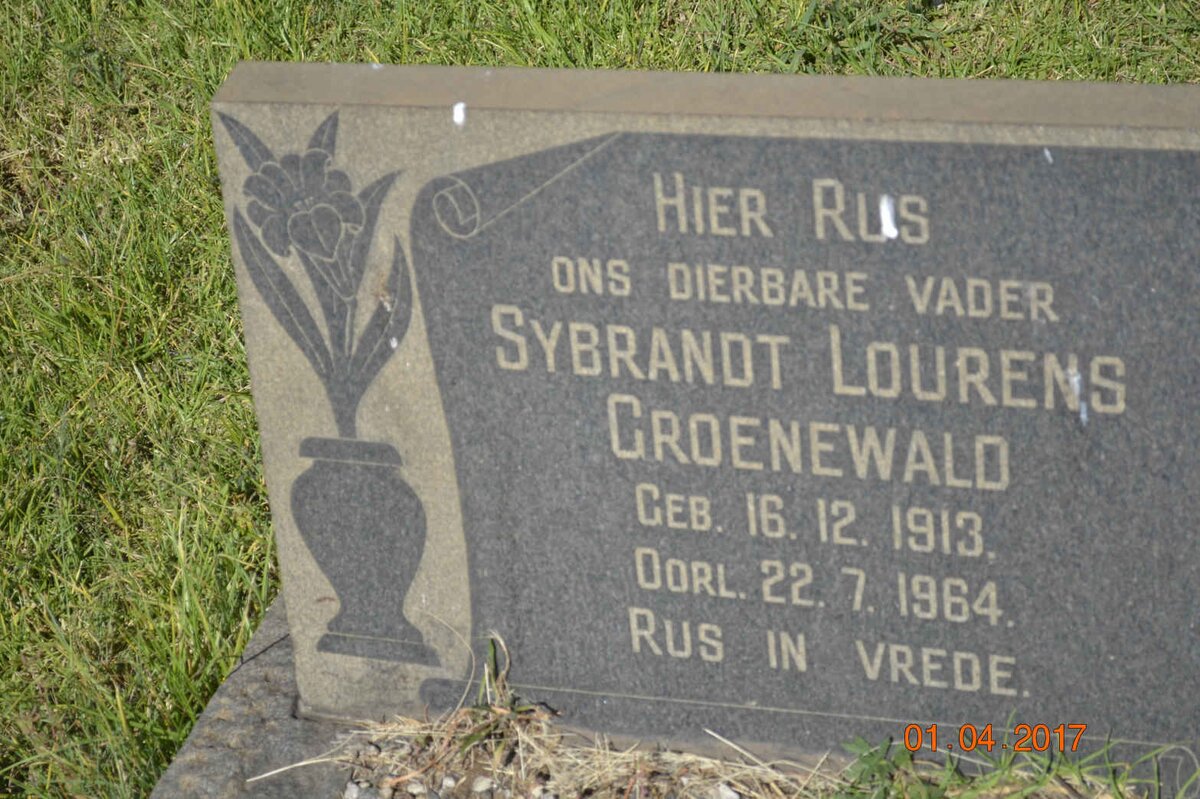 HIER RUS
ONS DIERBARE VADER
SYBRANDT LOURENS
GROENEWALD
GEB. 16. 12. 1913.
OORL. 22. 7. 1964.
RUS IN VREDE.
01.04.2017